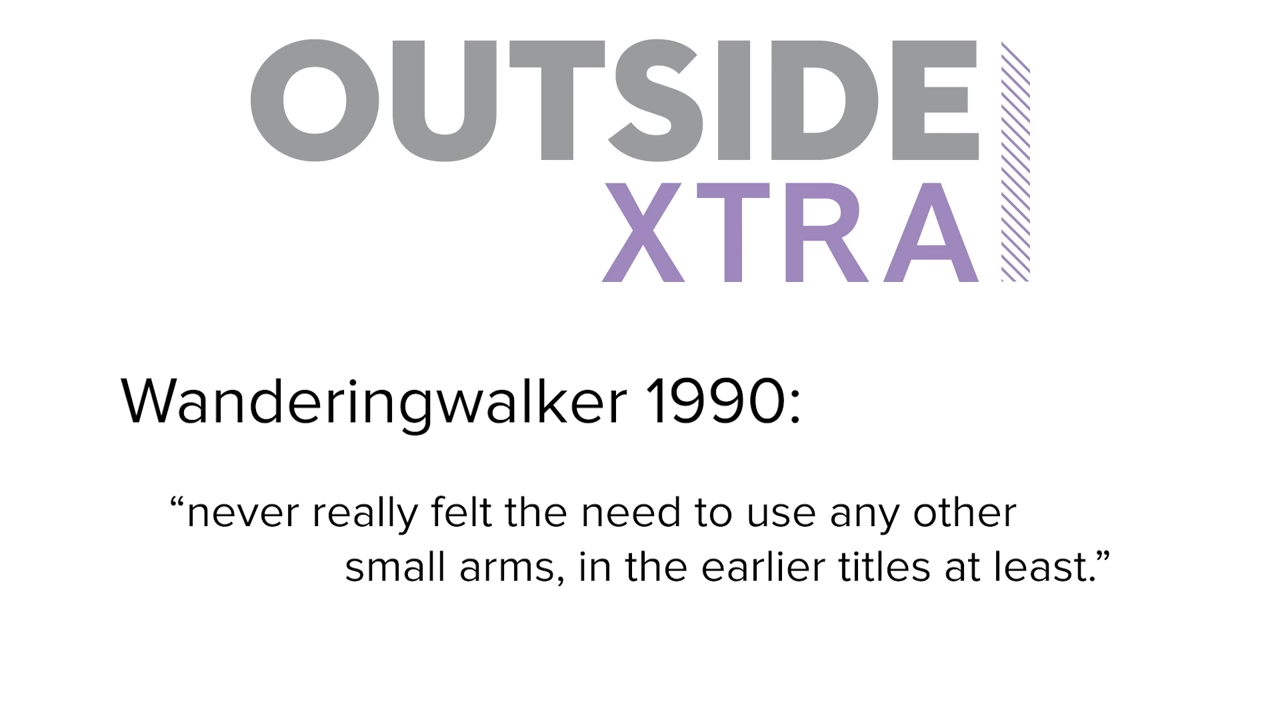 OUTSIDE
XTRA
Wanderingwalker 1990:
“never really felt the need to use any other
small arms, in the earlier titles at least.”